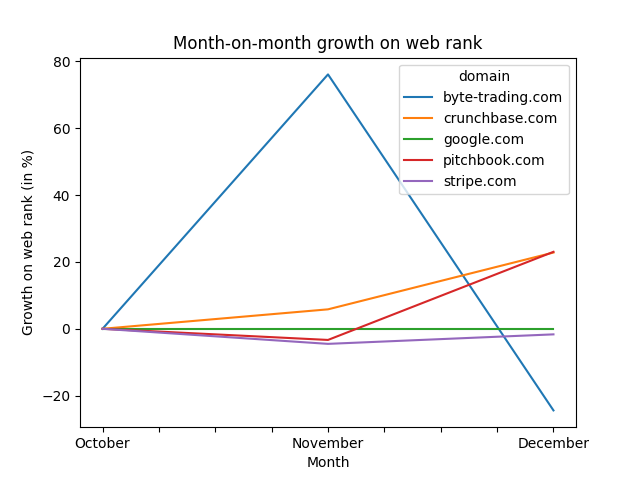 Month-on-month growth on web rank
domain
byte-trading.com
crunchbase.com
google.com
pitchbook.com
stripe.com
Growth on web rank (in %)
80
60
40
20
0
−20
October November December
Month